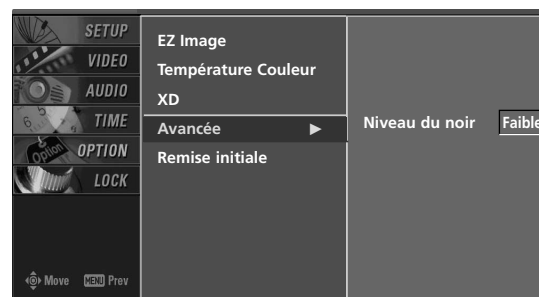 SETUP
VIDEO
AUDIO
TIME
OPTION
LOCK
Move MENU Prev
EZ Image
Température Couleur
XD
Avancée ►
Remise initiale
Niveau du noir Faible